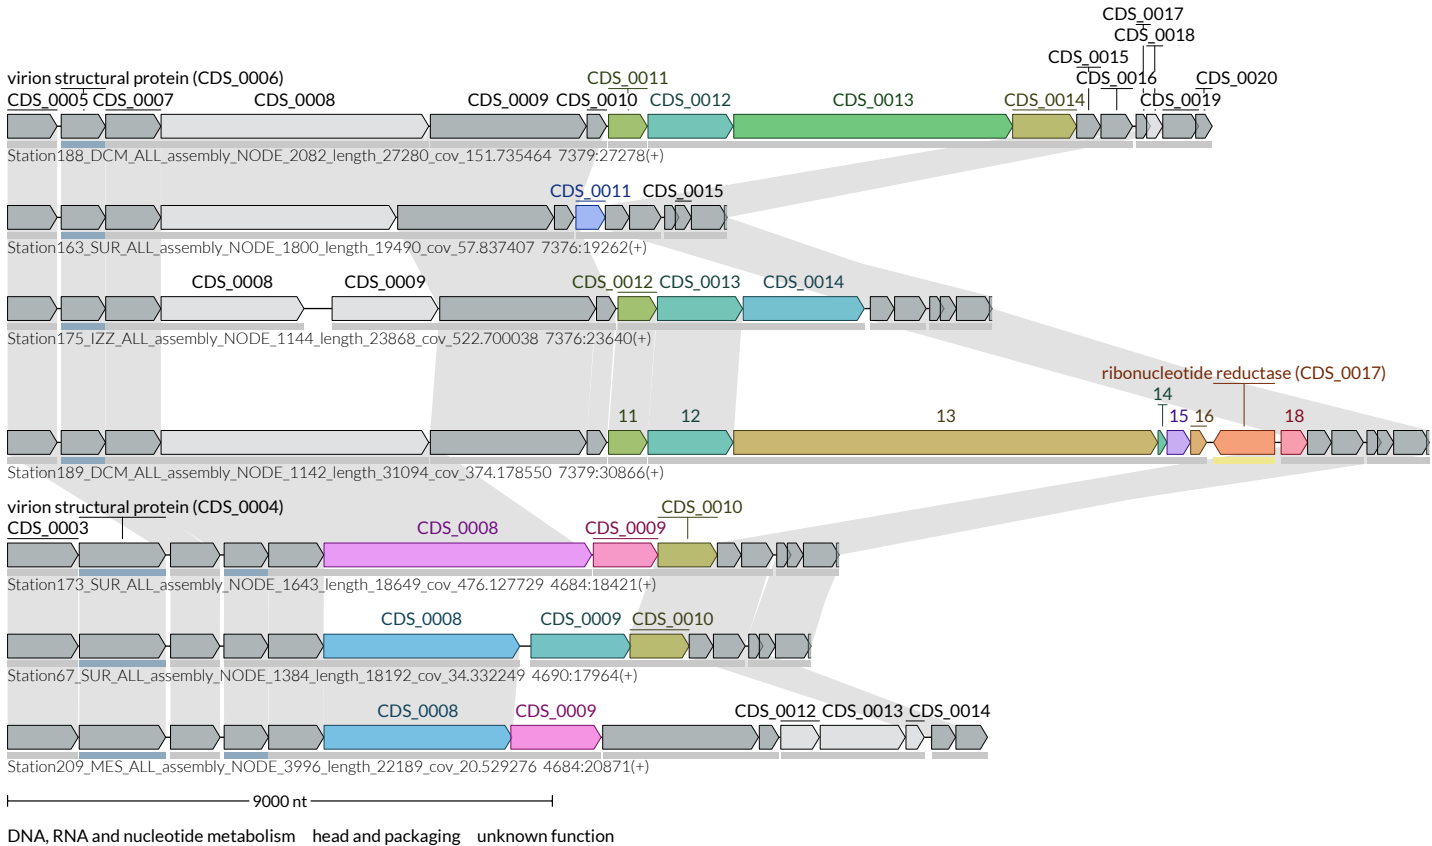 CDS_0017
CDS_0018
CDS_0015
virion structural protein (CDS_0006) CDS_0011 CDS_0016 CDS_0020
CDS_0005 CDS_0007 CDS_0008 CDS_0009 CDS_0010 CDS_0012 CDS_0013 CDS_0014 CDS_0019
Station188_DCM_ALL_assembly_NODE_2082_length_27280_cov_151.735464 7379:27278(+)
CDS_0011 CDS_0015
Station163_SUR_ALL_assembly_NODE_1800_length_19490_cov_57.837407 7376:19262(+)
CDS_0008 CDS_0009 CDS_0012 CDS_0013 CDS_0014
Station175_IZZ_ALL_assembly_NODE_1144_length_23868_cov_522.700038 7376:23640(+)
ribonucleotide reductase (CDS_0017)
14
11 12 13 15 16 18
Station189_DCM_ALL_assembly_NODE_1142_length_31094_cov_374.178550 7379:30866(+)
virion structural protein (CDS_0004) CDS_0010
CDS_0003 CDS_0008 CDS_0009
Station173_SUR_ALL_assembly_NODE_1643_length_18649_cov_476.127729 4684:18421(+)
CDS_0008 CDS_0009 CDS_0010
Station67_SUR_ALL_assembly_NODE_1384_length_18192_cov_34.332249 4690:17964(+)
CDS_0008 CDS_0009 CDS_0012 CDS_0013 CDS_0014
Station209_MES_ALL_assembly_NODE_3996_length_22189_cov_20.529276 4684:20871(+)
9000 nt
DNA, RNA and nucleotide metabolism head and packaging unknown function